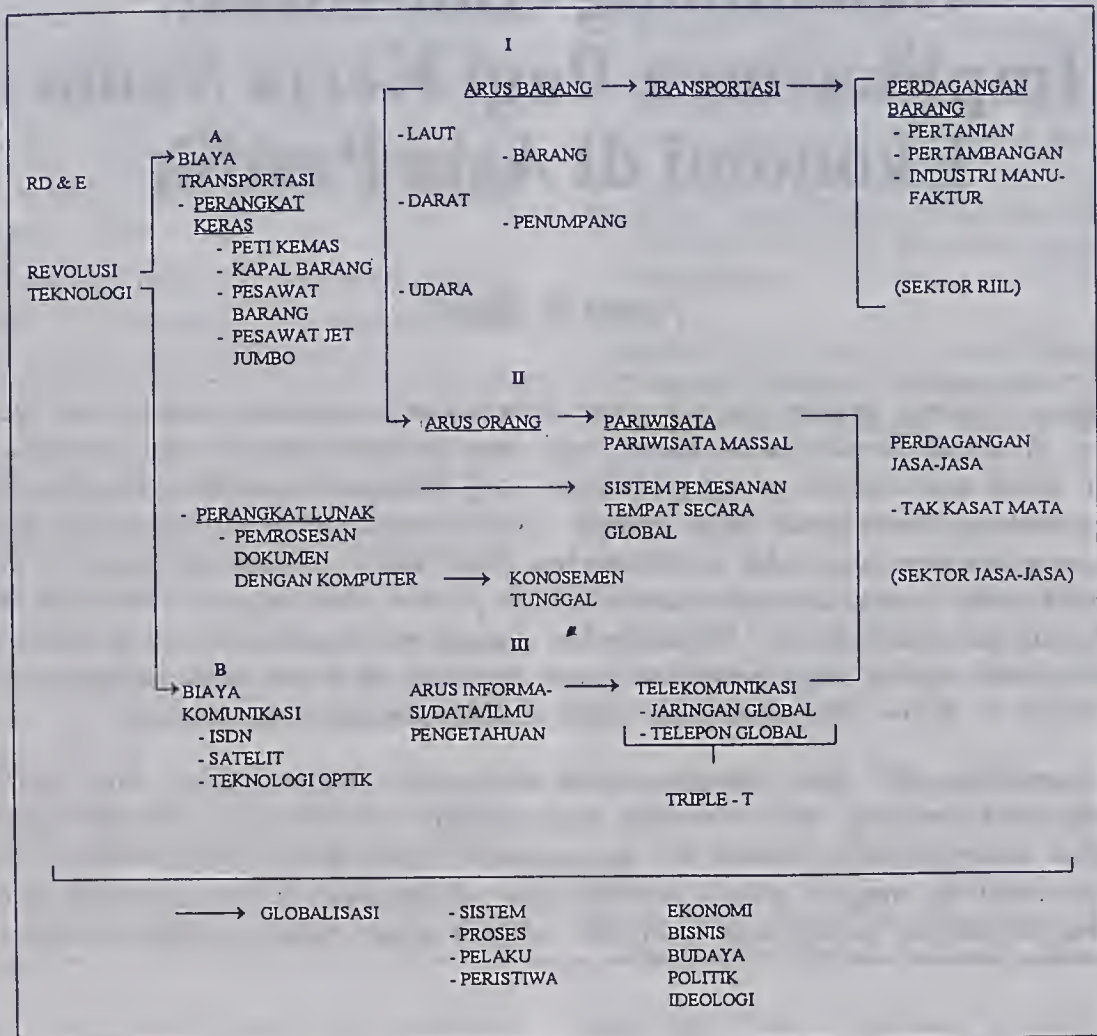 I
ARUS BARANG
TRANSPORTASI
PERDAGANGAN
BARANG
- PERTANIAN
- PERTAMBANGAN
- INDUSTRI MANU-
FAKTUR
(SEKTOR RIIL)
- LAUT
- BARANG
- DARAT
- PENUMPANG
- UDARA
RD & E
REVOLUSI
TEKNOLOGI
A
BIAYA
TRANSPORTASI
- PERANGKAT
KERAS
- PETI KEMAS
- KAPAL BARANG
- PESAWAT
BARANG
- PESAWAT JET
JUMBO
II
ARUS ORANG
PARIWISATA
PARIWISATA MASSAL
SISTEM PEMESANAN
TEMPAT SECARA
GLOBAL
PERDAGANGAN
JASA-JASA
- TAK KASAT MATA
(SEKTOR JASA-JASA)
- PERANGKAT LUNAK
- PEMROSESAN
DOKUMEN
DENGAN KOMPUTER
KONOSEMEN
TUNGGAL
III
B
BIAYA
KOMUNIKASI
- ISDN
- SATELIT
- TEKNOLOGI OPTIK
ARUS INFORMA-
SI/DATA/ILMU
PENGETAHUAN
TELEKOMUNIKASI
- JARINGAN GLOBAL
- TELEPON GLOBAL
TRIPLE - T
GLOBALISASI
- SISTEM
- PROSES
- PELAKU
- PERISTIWA
EKONOMI
BISNIS
BUDAYA
POLITIK
IDEOLOGI